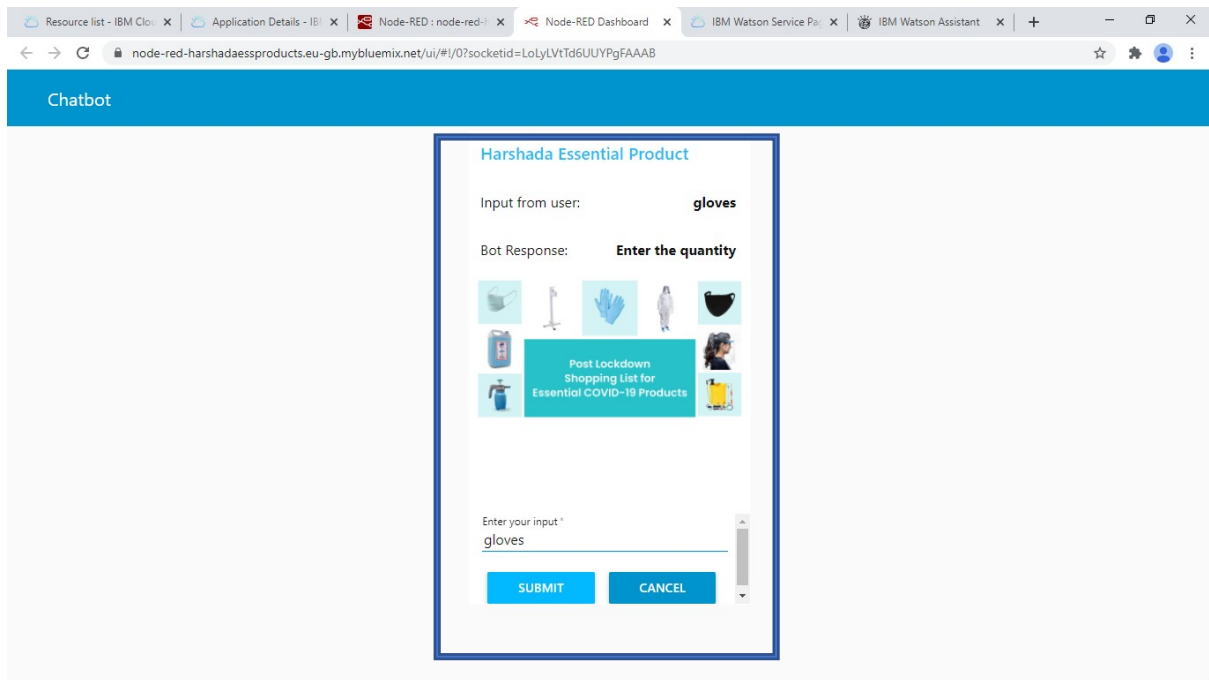 Resource list - IBM Clou
Application Details - IB
Node-RED : node-red-h
Node-RED Dashboard
IBM Watson Service Pag
IBM Watson Assistant
node-red-harshadaessproducts.eu-gb.mybluemix.net/ui/#!/0?socketid=LoLyLVtTd6UUYPgFAAAB
Chatbot
Harshada Essential Product
Input from user: gloves
Bot Response: Enter the quantity
Post Lockdown
Shopping List for
Essential COVID-19 Products
Enter your input *
gloves
SUBMIT CANCEL